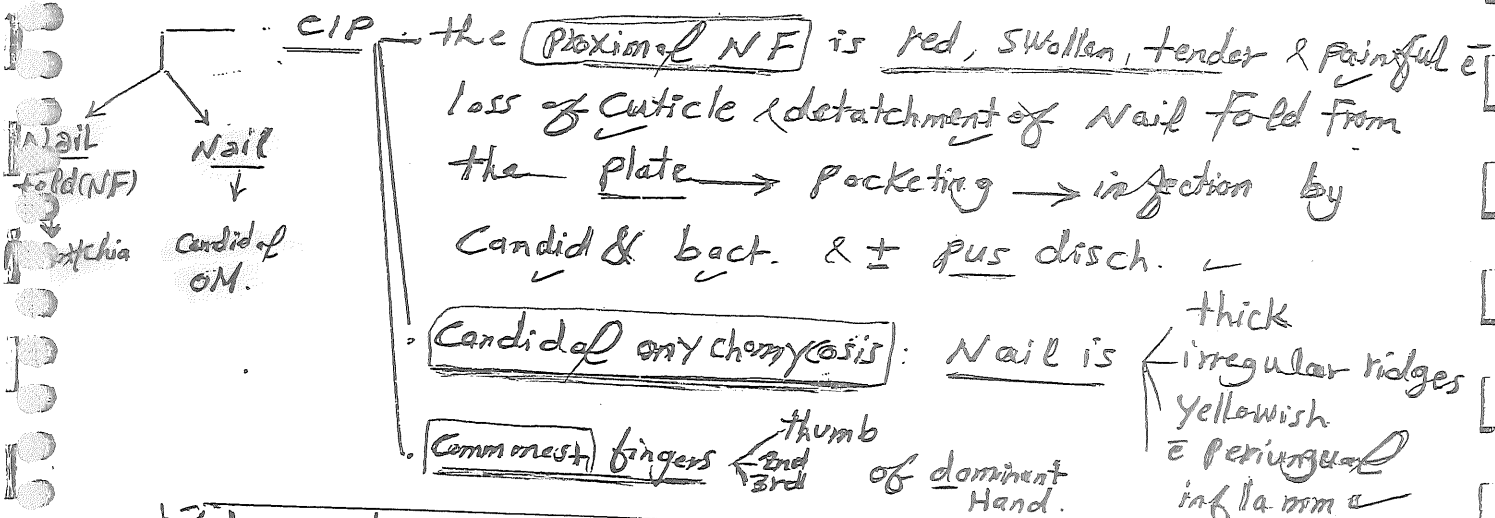 C/P
the proximal NF is red, swollen, tender & painful c̄
loss of cuticle & detatchment of Nail fold from
the plate → pocketing → infection by
Candid & bact. & ± pus disch.
Nail
fold (NF)
Nail
Candidal
OM.
Candidal onychomycosis : Nail is
thick
irregular ridges
yellowish
c̄ periungual
inflamm
Commonest fingers
thumb
2nd
3rd
of dominant
Hand.